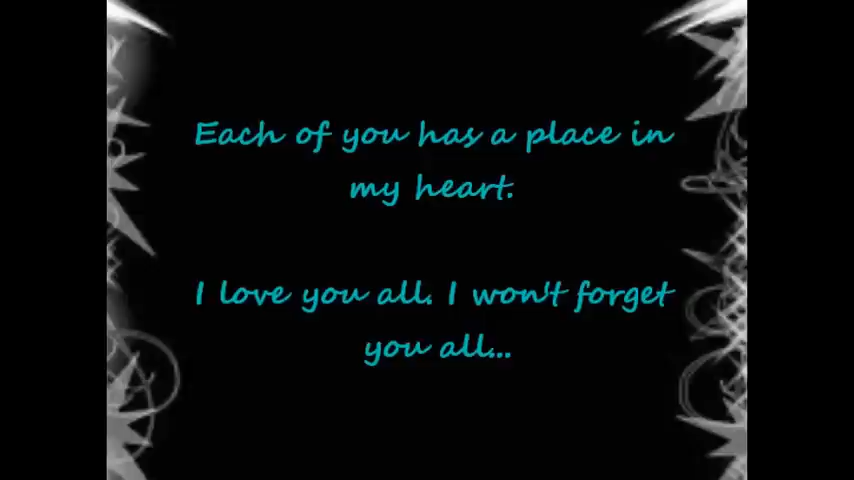 Each of you has a place in
my heart.
I love you all. I won't forget
you all...